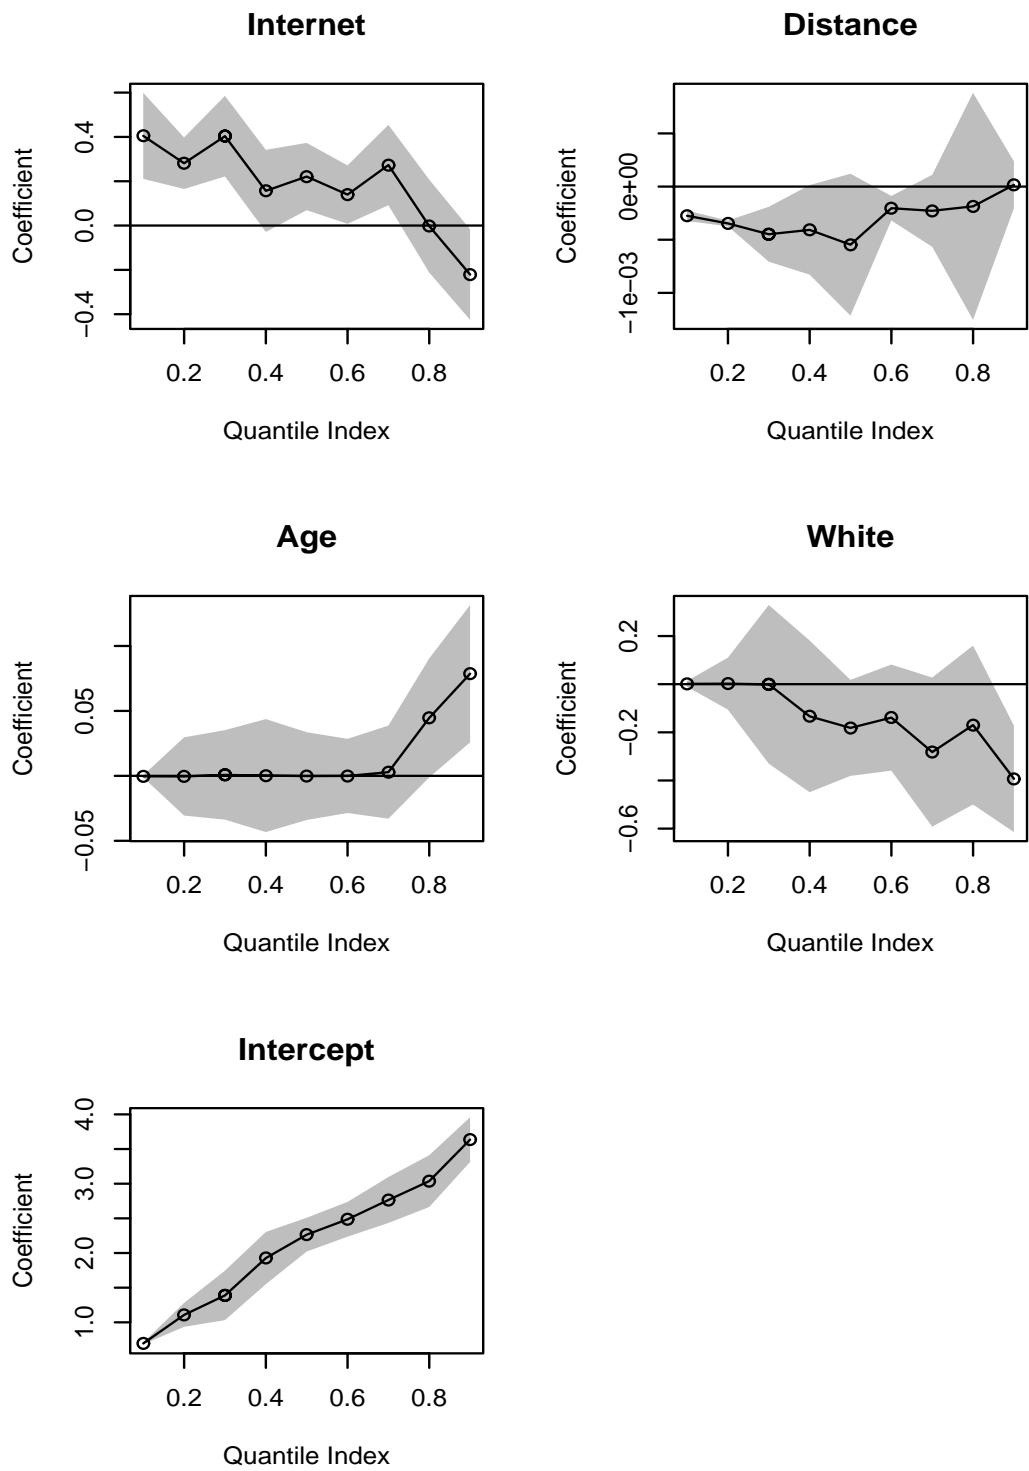 Internet
Coefficient
0.4
0.0
−0.4
0.2 0.4 0.6 0.8
Quantile Index
Distance
Coefficient
0e+00
−1e−03
0.2 0.4 0.6 0.8
Quantile Index
Age
Coefficient
0.05
−0.05
0.2 0.4 0.6 0.8
Quantile Index
White
Coefficient
0.2
−0.2
−0.6
0.2 0.4 0.6 0.8
Quantile Index
Intercept
Coefficient
4.0
3.0
2.0
1.0
0.2 0.4 0.6 0.8
Quantile Index